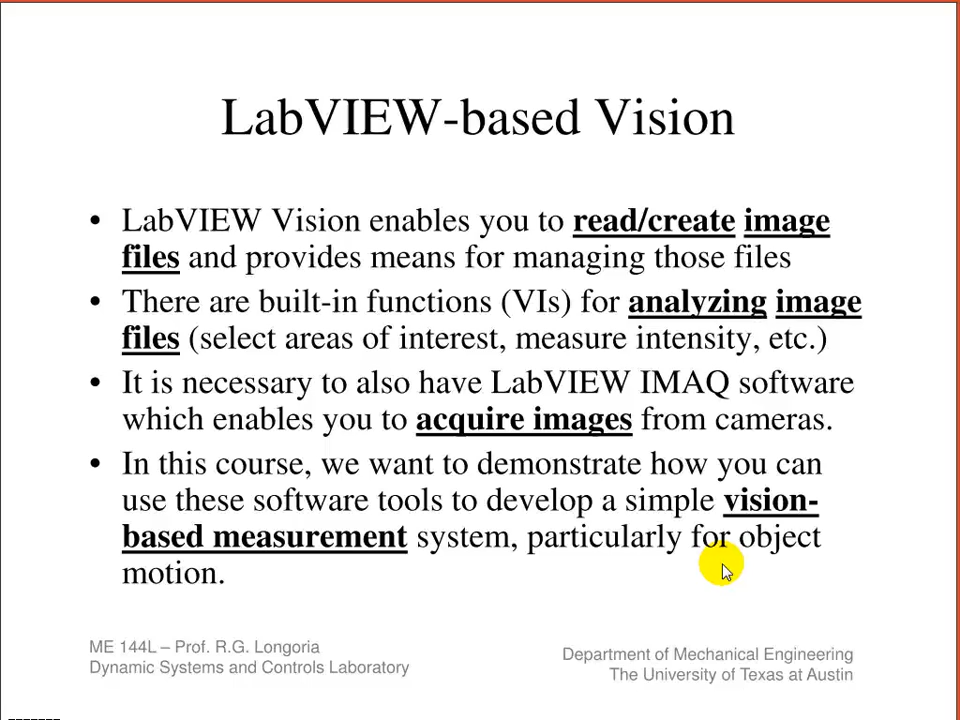 LabVIEW-based Vision
• LabVIEW Vision enables you to read/create image
files and provides means for managing those files
• There are built-in functions (VIs) for analyzing image
files (select areas of interest, measure intensity, etc.)
• It is necessary to also have LabVIEW IMAQ software
which enables you to acquire images from cameras.
• In this course, we want to demonstrate how you can
use these software tools to develop a simple vision-
based measurement system, particularly for object
motion.
ME 144L – Prof. R.G. Longoria
Dynamic Systems and Controls Laboratory
Department of Mechanical Engineering
The University of Texas at Austin